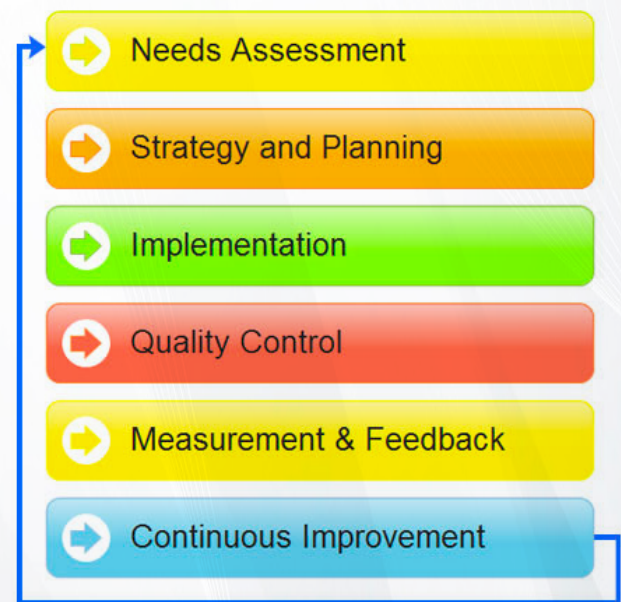 Needs Assessment
Strategy and Planning
Implementation
Quality Control
Measurement & Feedback
Continuous Improvement